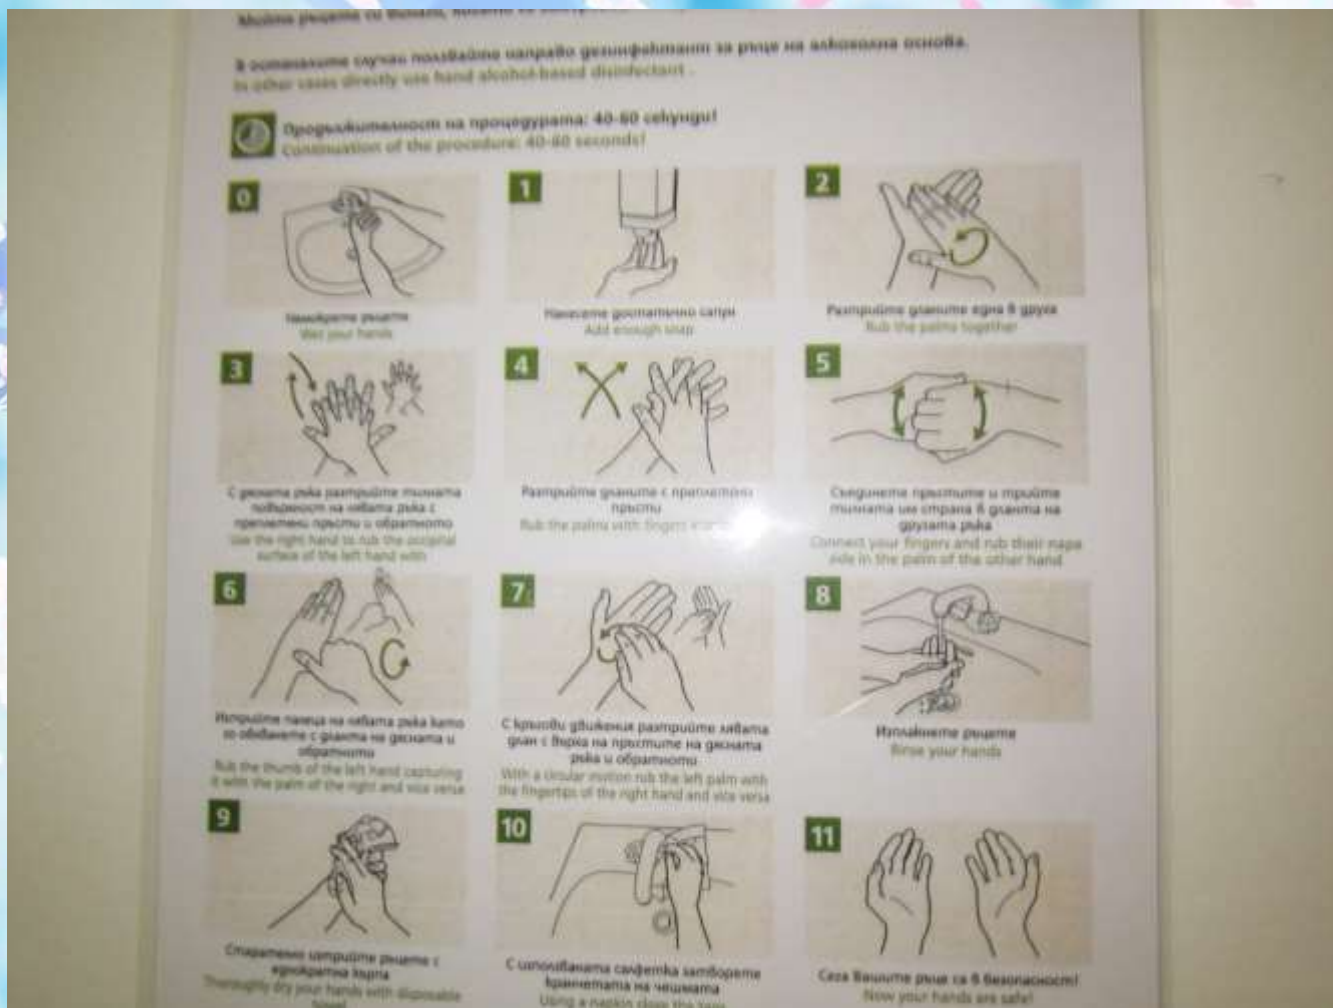 Мийте ръцете си
В останалите случаи ползвайте направо дезинфектант за ръце на алкохолна основа.
In other cases directly use hand alcohol-based disinfectant .
Продължителност на процедурата: 40-60 секунди!
Continuation of the procedure: 40-60 seconds!
0
Намокрете ръцете
Wet your hands
1
Нанесете достатъчно сапун
Add enough soap
2
Разтрийте дланите една в друга
Rub the palms together
3
С дясната ръка разтрийте тилната
повърхност на лявата ръка с
преплетени пръсти и обратното
Use the right hand to rub the occipital
surface of the left hand with
4
Разтрийте дланите с преплетени
пръсти
Rub the palms with fingers
5
Съединете пръстите и трийте
тилната им страна в дланта на
другата ръка
Connect your fingers and rub their nape
side in the palm of the other hand
6
Изтрийте палеца на лявата ръка като
го обхванете с дланта на дясната и
обратното
Rub the thumb of the left hand capturing
it with the palm of the right and vice versa
7
С кръгови движения разтрийте лявата
длан с върха на пръстите на дясната
ръка и обратното
With a circular motion rub the left palm with
the fingertips of the right hand and vice versa
8
Изплакнете ръцете
Rinse your hands
9
Старателно изтрийте ръцете с
еднократна кърпа
Thoroughly dry your hands with disposable
towel
10
С използваната салфетка затворете
кранчетата на чешмата
Using a napkin close the taps
11
Сега Вашите ръце са в безопасност!
Now your hands are safe!